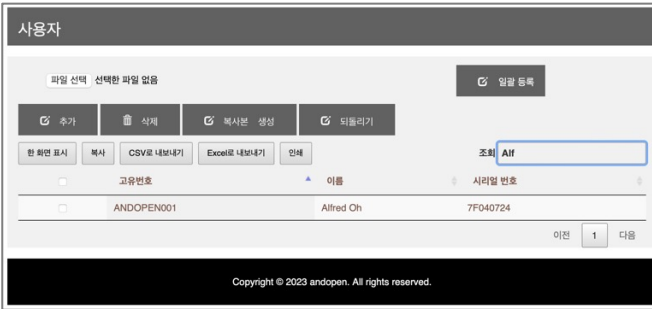 사용자
파일 선택 선택한 파일 없음
일괄 등록
추가 삭제 복사본 생성 되돌리기
한 화면 표시 복사 CSV로 내보내기 Excel로 내보내기 인쇄 조회 Alf
고유번호 이름 시리얼 번호
ANDOPEN001 Alfred Oh 7F040724
이전 1 다음
Copyright © 2023 andopen. All rights reserved.